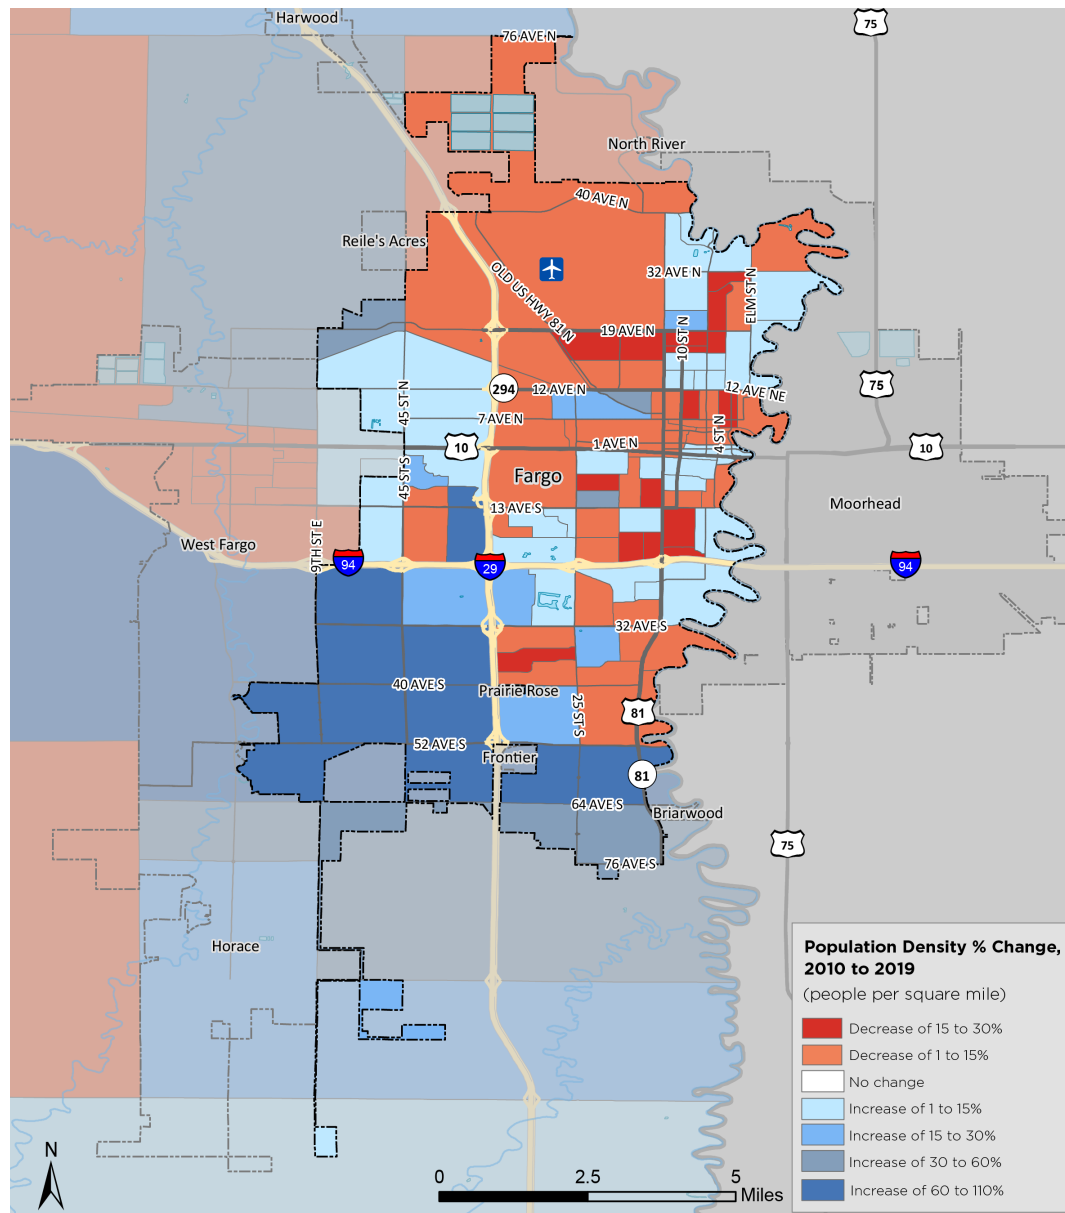 Harwood
75
76 AVE N
North River
40 AVE N
Reile's Acres
32 AVE N
OLD US HWY 81 N
ELM ST N
19 AVE N
10 ST N
294
12 AVE N
12 AVE NE
75
45 ST N
7 AVE N
4 ST N
10
1 AVE N
10
45 ST S
Fargo
13 AVE S
Moorhead
9TH ST E
West Fargo
94
29
94
32 AVE S
40 AVE S
Prairie Rose
25 ST S
81
52 AVE S
Frontier
81
64 AVE S
Briarwood
75
76 AVE S
Horace
Population Density % Change,
2010 to 2019
(people per square mile)
Decrease of 15 to 30%
Decrease of 1 to 15%
No change
Increase of 1 to 15%
Increase of 15 to 30%
Increase of 30 to 60%
Increase of 60 to 110%
N
0 2.5 5
Miles